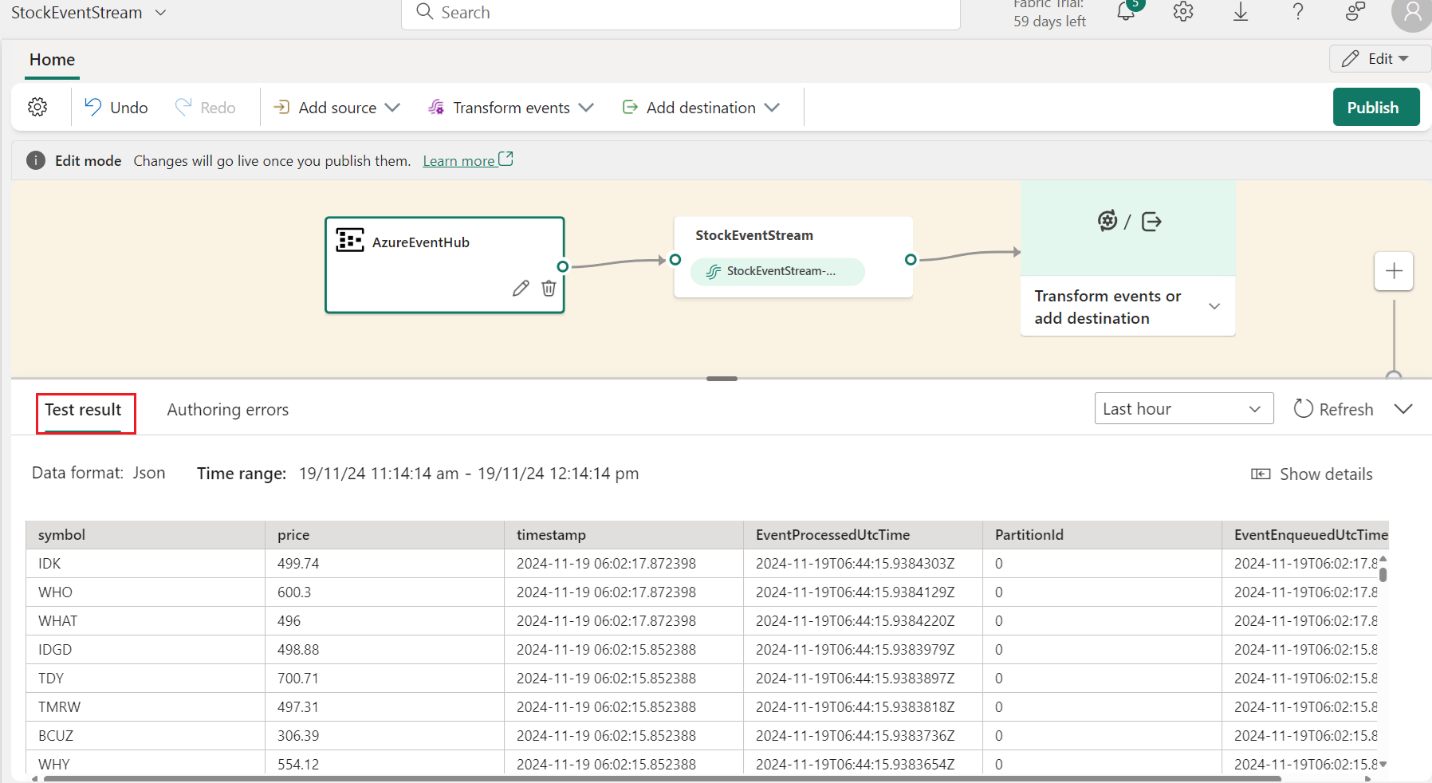 StockEventStream
Search
Fabric Trial:
59 days left
5
Home
Edit
Undo
Redo
Add source
Transform events
Add destination
Publish
Edit mode Changes will go live once you publish them. Learn more
AzureEventHub
StockEventStream
StockEventStream-...
/
Transform events or
add destination
Test result
Authoring errors
Last hour
Refresh
Data format: Json
Time range: 19/11/24 11:14:14 am - 19/11/24 12:14:14 pm
Show details
symbol price timestamp EventProcessedUtcTime PartitionId EventEnqueuedUtcTime
IDK 499.74 2024-11-19 06:02:17.872398 2024-11-19T06:44:15.9384303Z 0 2024-11-19T06:02:17.8
WHO 600.3 2024-11-19 06:02:17.872398 2024-11-19T06:44:15.9384129Z 0 2024-11-19T06:02:17.8
WHAT 496 2024-11-19 06:02:17.872398 2024-11-19T06:44:15.9384220Z 0 2024-11-19T06:02:17.8
IDGD 498.88 2024-11-19 06:02:15.852388 2024-11-19T06:44:15.9383979Z 0 2024-11-19T06:02:15.8
TDY 700.71 2024-11-19 06:02:15.852388 2024-11-19T06:44:15.9383897Z 0 2024-11-19T06:02:15.8
TMRW 497.31 2024-11-19 06:02:15.852388 2024-11-19T06:44:15.9383818Z 0 2024-11-19T06:02:15.8
BCUZ 306.39 2024-11-19 06:02:15.852388 2024-11-19T06:44:15.9383736Z 0 2024-11-19T06:02:15.8
WHY 554.12 2024-11-19 06:02:15.852388 2024-11-19T06:44:15.9383654Z 0 2024-11-19T06:02:15.8